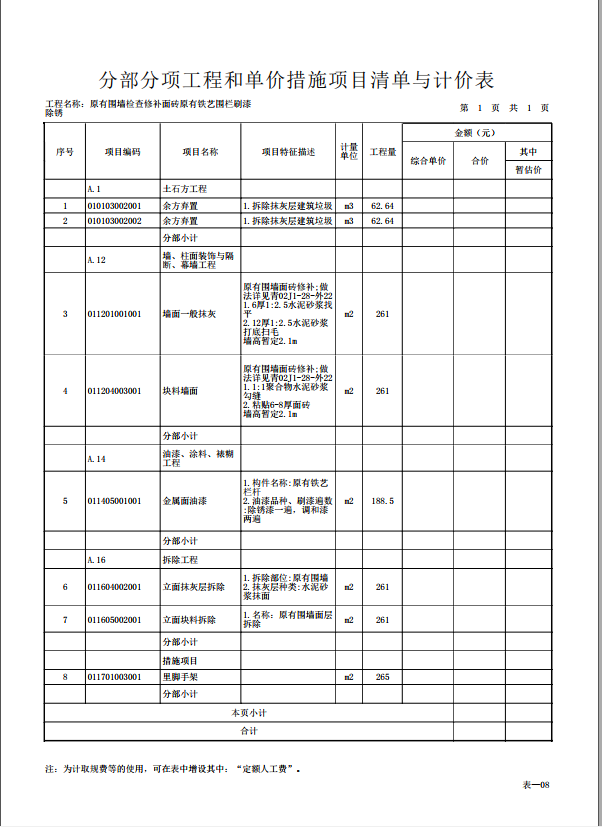 分部分项工程和单价措施项目清单与计价表
工程名称：原有围墙检查修补面砖原有铁艺围栏刷漆
除锈
第 1 页 共 1 页
序号 项目编码 项目名称 项目特征描述 计量
单位 工程量 金额（元）
综合单价 合价 其中
暂估价
A.1 土石方工程
1 010103002001 余方弃置 1.拆除抹灰层建筑垃圾 m3 62.64
2 010103002002 余方弃置 1.拆除抹灰层建筑垃圾 m3 62.64
分部小计
A.12 墙、柱面装饰与隔
断、幕墙工程
3 011201001001 墙面一般抹灰 原有围墙面砖修补;做
法详见青02J1-28-外22
1.6厚1:2.5水泥砂浆找
平
2.12厚1:2.5水泥砂浆
打底扫毛
墙高暂定2.1m
m2 261
4 011204003001 块料墙面 原有围墙面砖修补;做
法详见青02J1-28-外22
1.1:1聚合物水泥砂浆
勾缝
2.粘贴6-8厚面砖
墙高暂定2.1m
m2 261
分部小计
A.14 油漆、涂料、裱糊
工程
5 011405001001 金属面油漆 1.构件名称:原有铁艺
栏杆
2.油漆品种、刷漆遍数
:除锈漆一遍，调和漆
两遍
m2 188.5
分部小计
A.16 拆除工程
6 011604002001 立面抹灰层拆除 1.拆除部位:原有围墙
2.抹灰层种类:水泥砂
浆抹面
m2 261
7 011605002001 立面块料拆除 1.名称：原有围墙面层
拆除
m2 261
分部小计
措施项目
8 011701003001 里脚手架 m2 265
分部小计
本页小计
合计
注：为计取规费等的使用，可在表中增设其中：“定额人工费”。
表—08